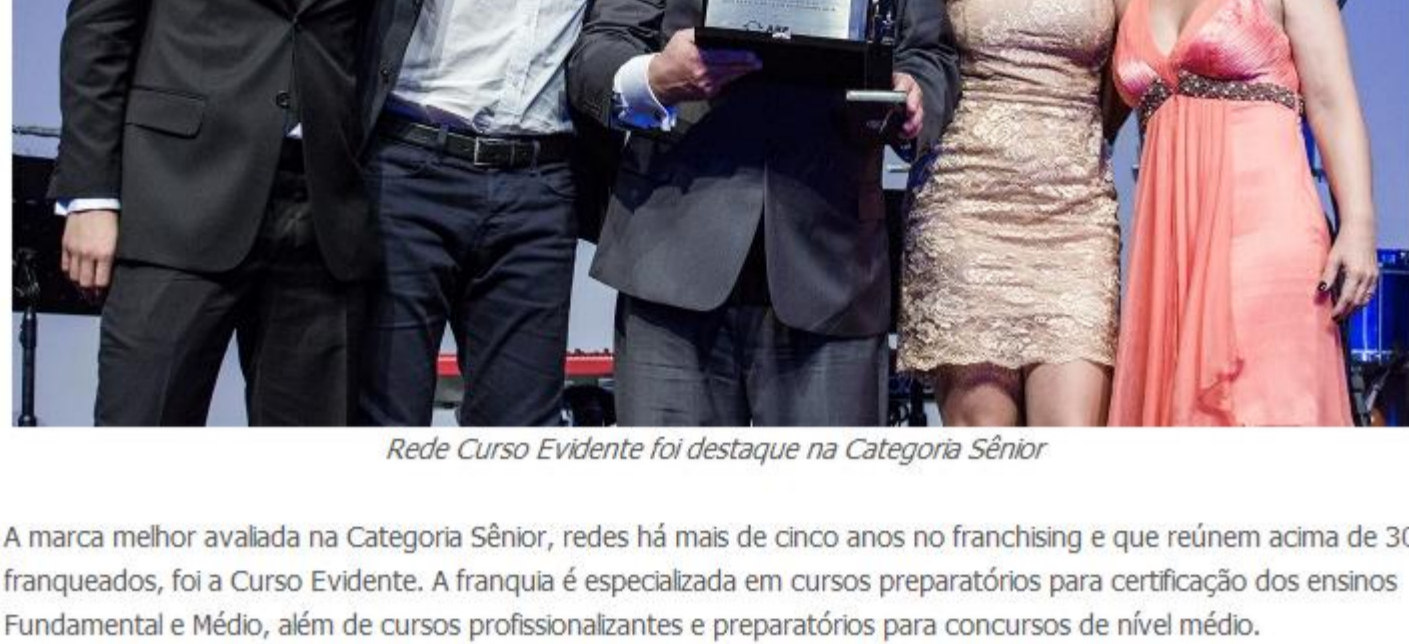 Rede Curso Evidente foi destaque na Categoria Sênior
A marca melhor avaliada na Categoria Sênior, redes há mais de cinco anos no franchising e que reúnem acima de 30
franqueados, foi a Curso Evidente. A franquia é especializada em cursos preparatórios para certificação dos ensinos
Fundamental e Médio, além de cursos profissionalizantes e preparatórios para concursos de nível médio.